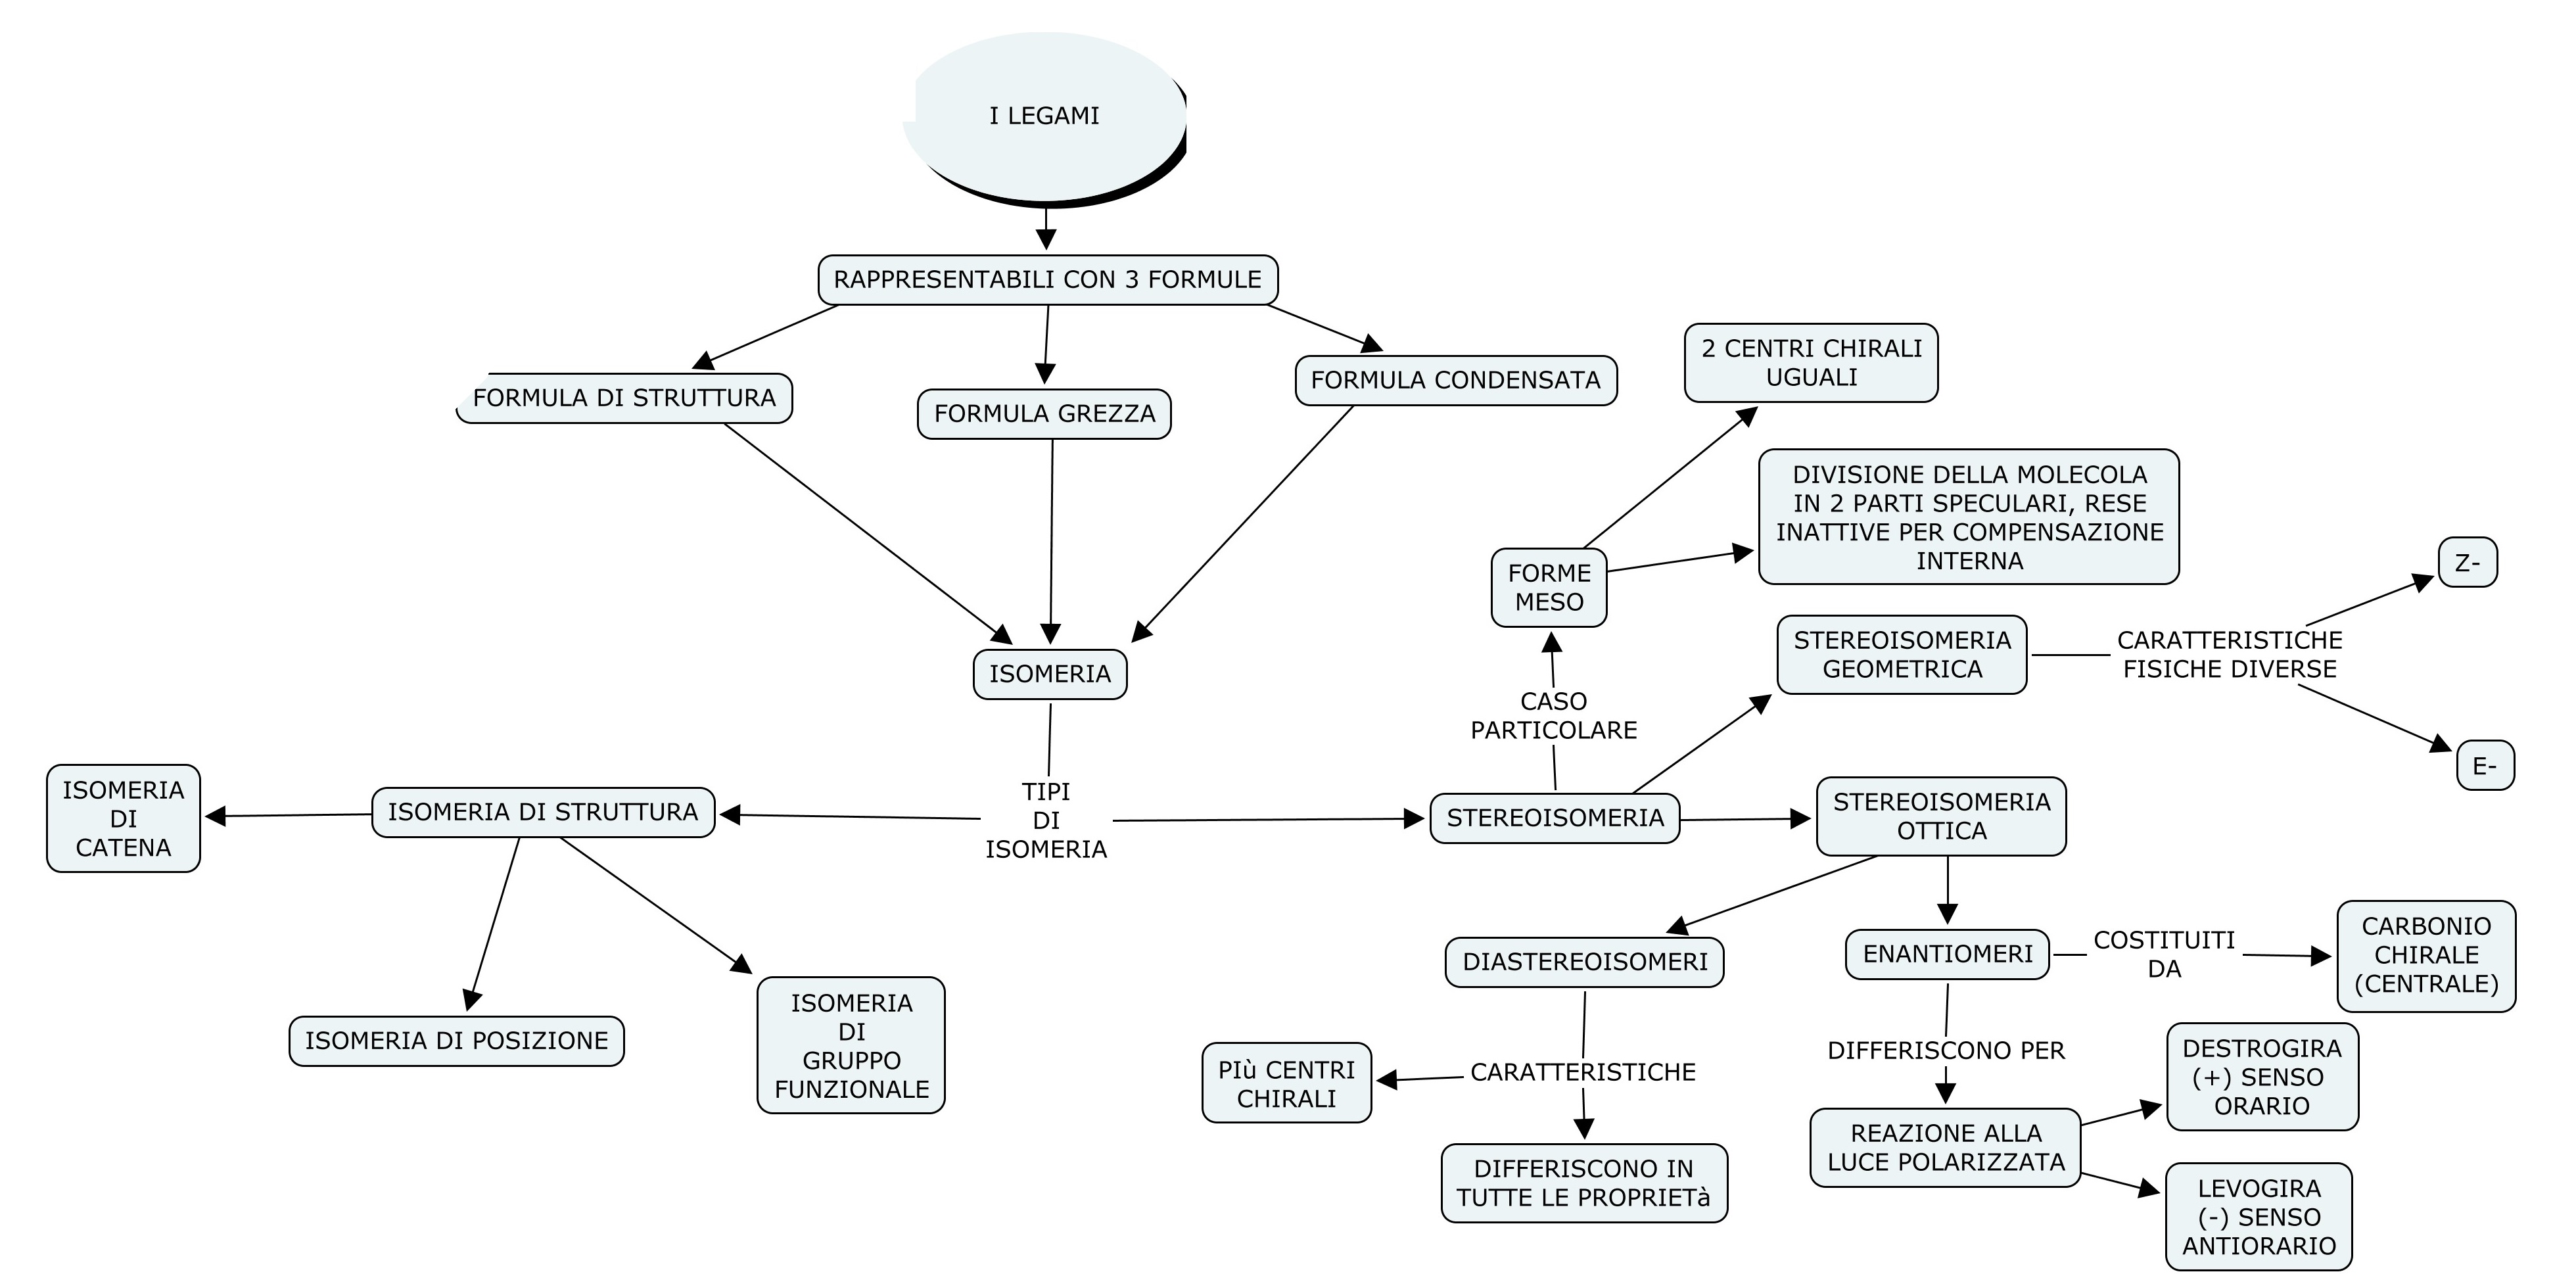 I LEGAMI
RAPPRESENTABILI CON 3 FORMULE
FORMULA DI STRUTTURA
FORMULA GREZZA
FORMULA CONDENSATA
2 CENTRI CHIRALI
UGUALI
DIVISIONE DELLA MOLECOLA
IN 2 PARTI SPECULARI, RESE
INATTIVE PER COMPENSAZIONE
INTERNA
FORME
MESO
Z-
STEREOISOMERIA
GEOMETRICA
CARATTERISTICHE
FISICHE DIVERSE
E-
ISOMERIA
CASO
PARTICOLARE
ISOMERIA
DI
CATENA
ISOMERIA DI STRUTTURA
TIPI
DI
ISOMERIA
STEREOISOMERIA
STEREOISOMERIA
OTTICA
DIASTEREOISOMERI
ENANTIOMERI
COSTITUITI
DA
CARBONIO
CHIRALE
(CENTRALE)
ISOMERIA DI POSIZIONE
ISOMERIA
DI
GRUPPO
FUNZIONALE
PIù CENTRI
CHIRALI
CARATTERISTICHE
DIFFERISCONO PER
DESTROGIRA
(+) SENSO
ORARIO
DIFFERISCONO IN
TUTTE LE PROPRIETà
REAZIONE ALLA
LUCE POLARIZZATA
LEVOGIRA
(-) SENSO
ANTIORARIO